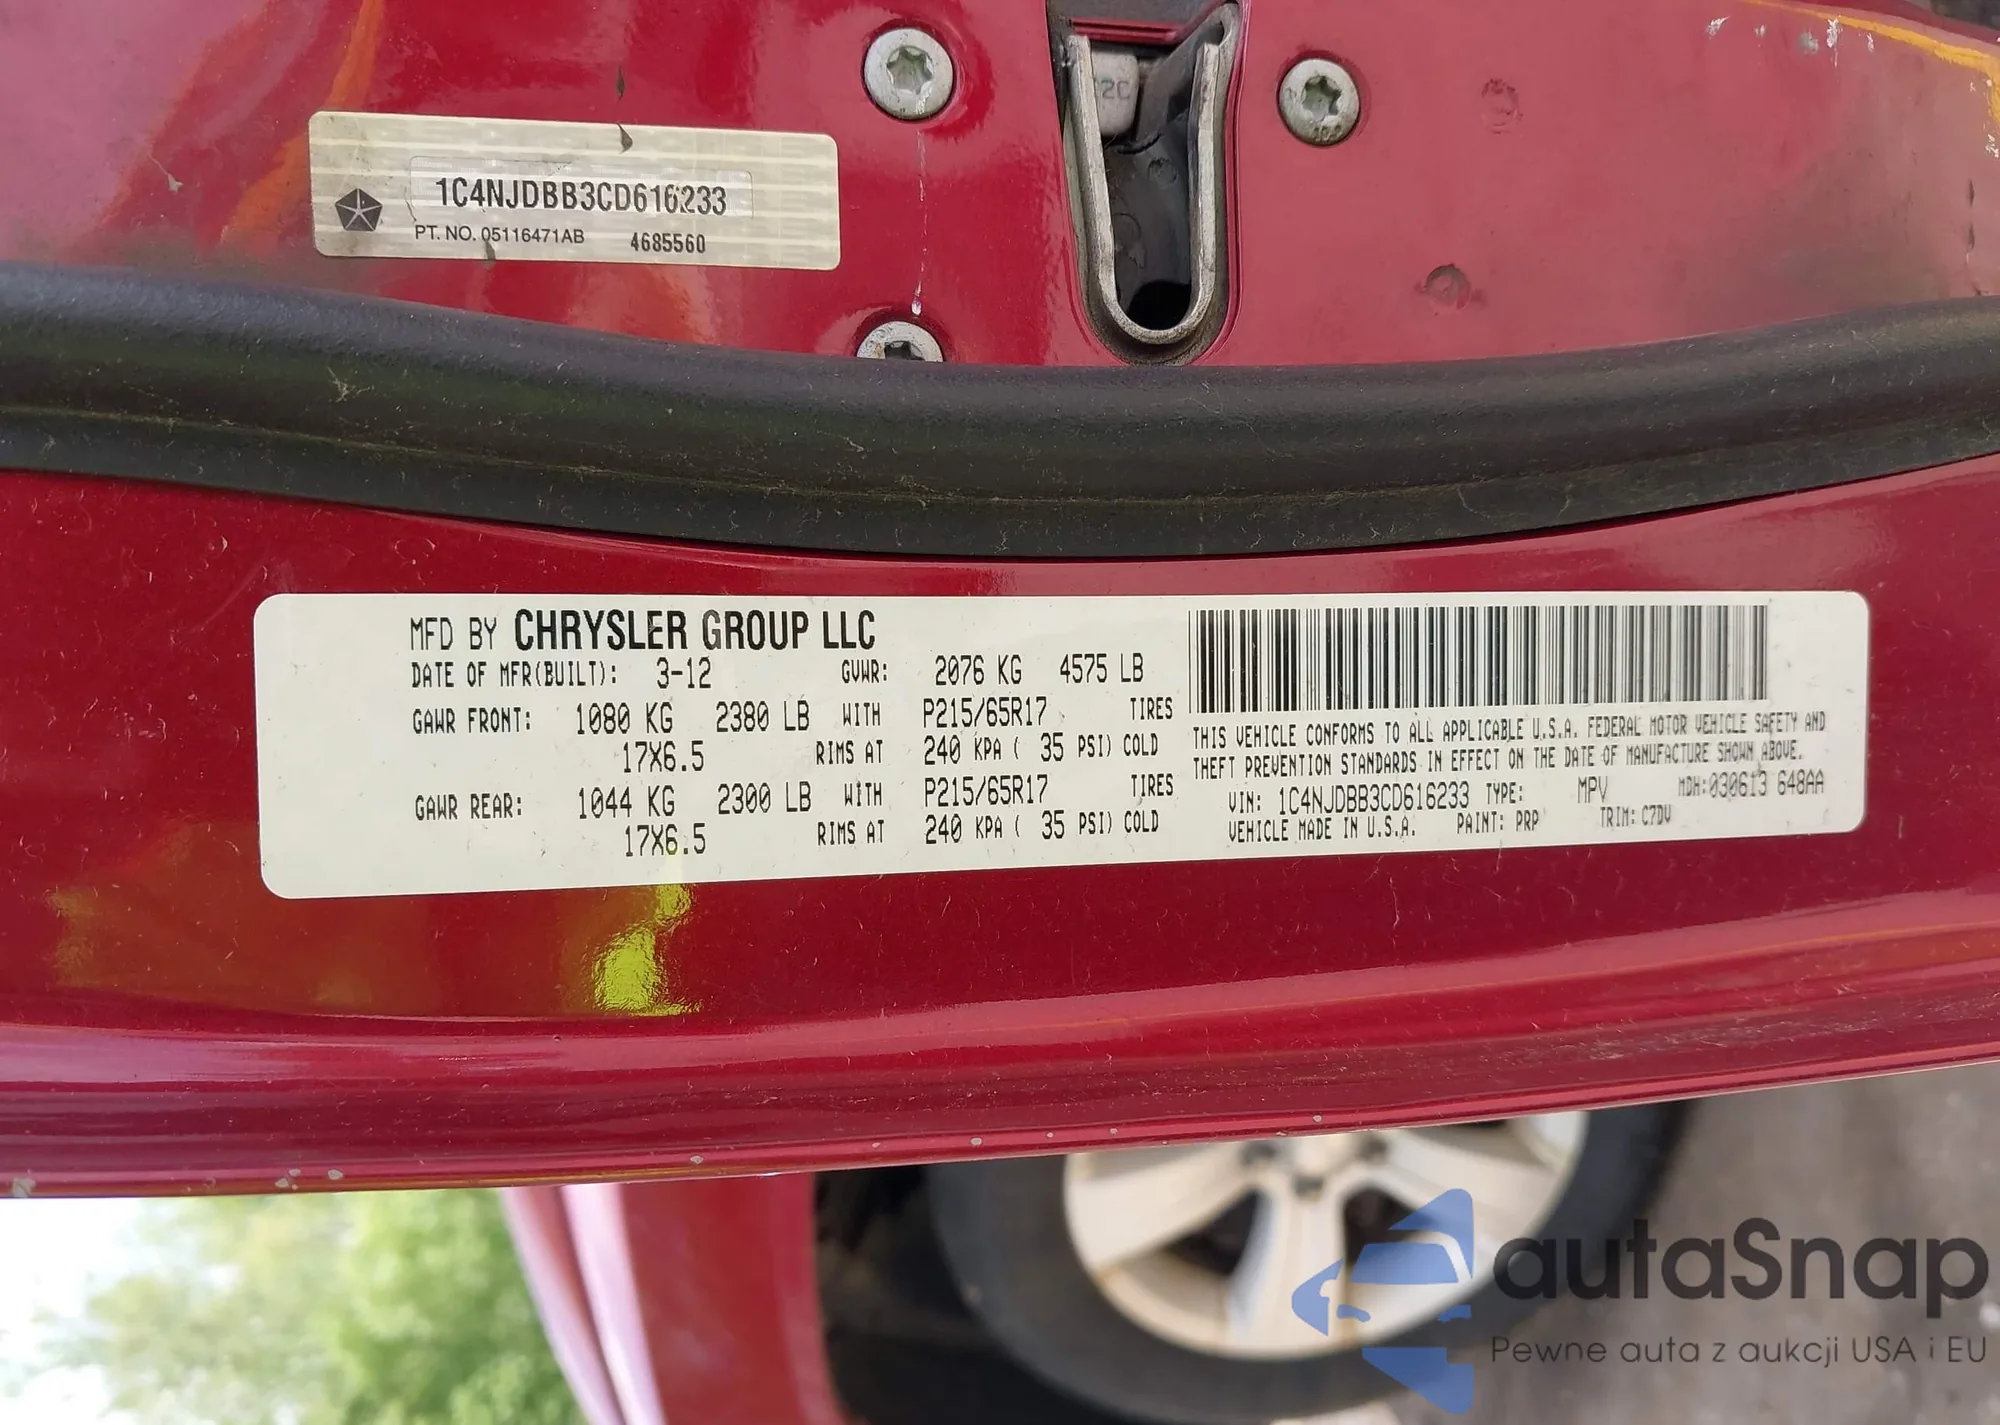 2C
1C4NJDBB3CD616233
PT. NO. 05116471AB 4685560
MFD BY CHRYSLER GROUP LLC
DATE OF MFR(BUILT): 3-12 GVWR: 2076 KG 4575 LB
GAWR FRONT: 1080 KG 2380 LB WITH P215/65R17 TIRES
17X6.5 RIMS AT 240 KPA ( 35 PSI) COLD
GAWR REAR: 1044 KG 2300 LB WITH P215/65R17 TIRES
17X6.5 RIMS AT 240 KPA ( 35 PSI) COLD
THIS VEHICLE CONFORMS TO ALL APPLICABLE U.S.A. FEDERAL MOTOR VEHICLE SAFETY AND
THEFT PREVENTION STANDARDS IN EFFECT ON THE DATE OF MANUFACTURE SHOWN ABOVE.
VIN: 1C4NJDBB3CD616233 TYPE: MPV MDH:030613 648AA
VEHICLE MADE IN U.S.A. PAINT: PRP TRIM: C7DV
autaSnap
Pewne auta z aukcji USA i EU